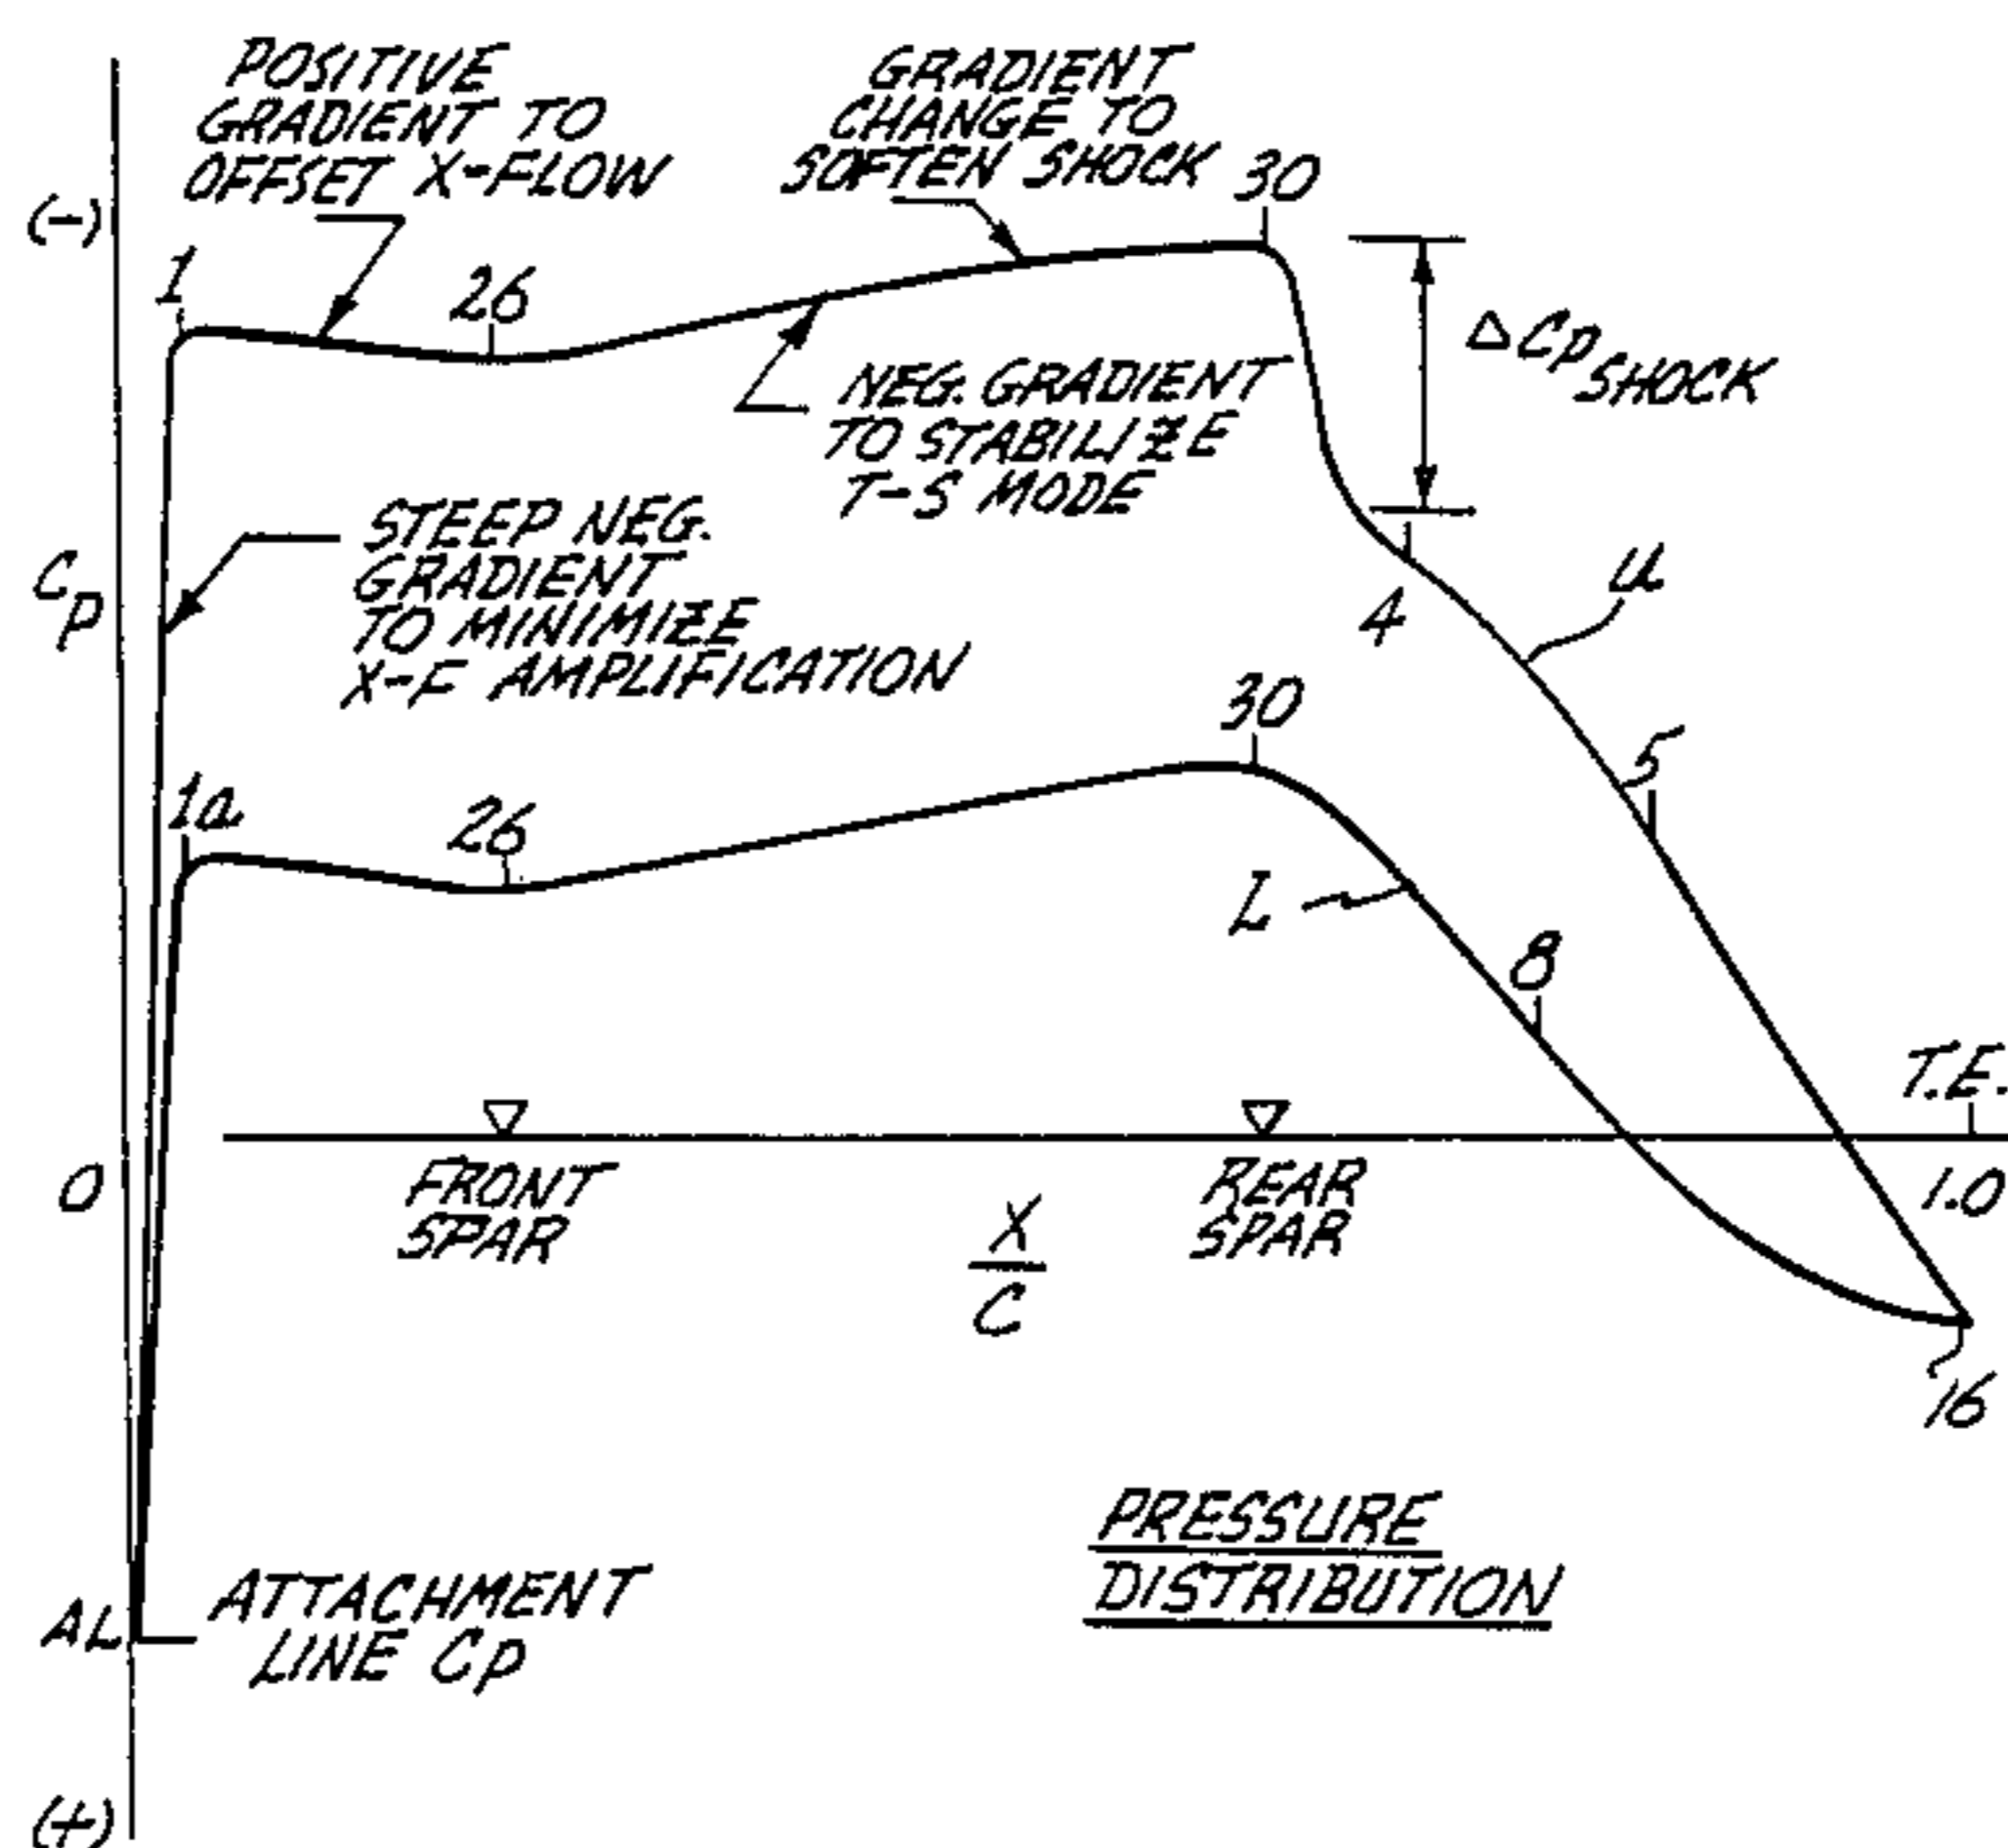 POSITIVE
GRADIENT TO
OFFSET X-FLOW
GRADIENT
CHANGE TO
SOFTEN SHOCK
30
(-)
1
26
ΔCP SHOCK
NEG. GRADIENT
TO STABILIZE
T-S MODE
STEEP NEG.
GRADIENT
TO MINIMIZE
X-F AMPLIFICATION
CP
4
U
30
5
1a
26
L
8
T.E.
O
FRONT
SPAR
X
C
REAR
SPAR
1.0
16
PRESSURE
DISTRIBUTION
AL
ATTACHMENT
LINE CP
(+)